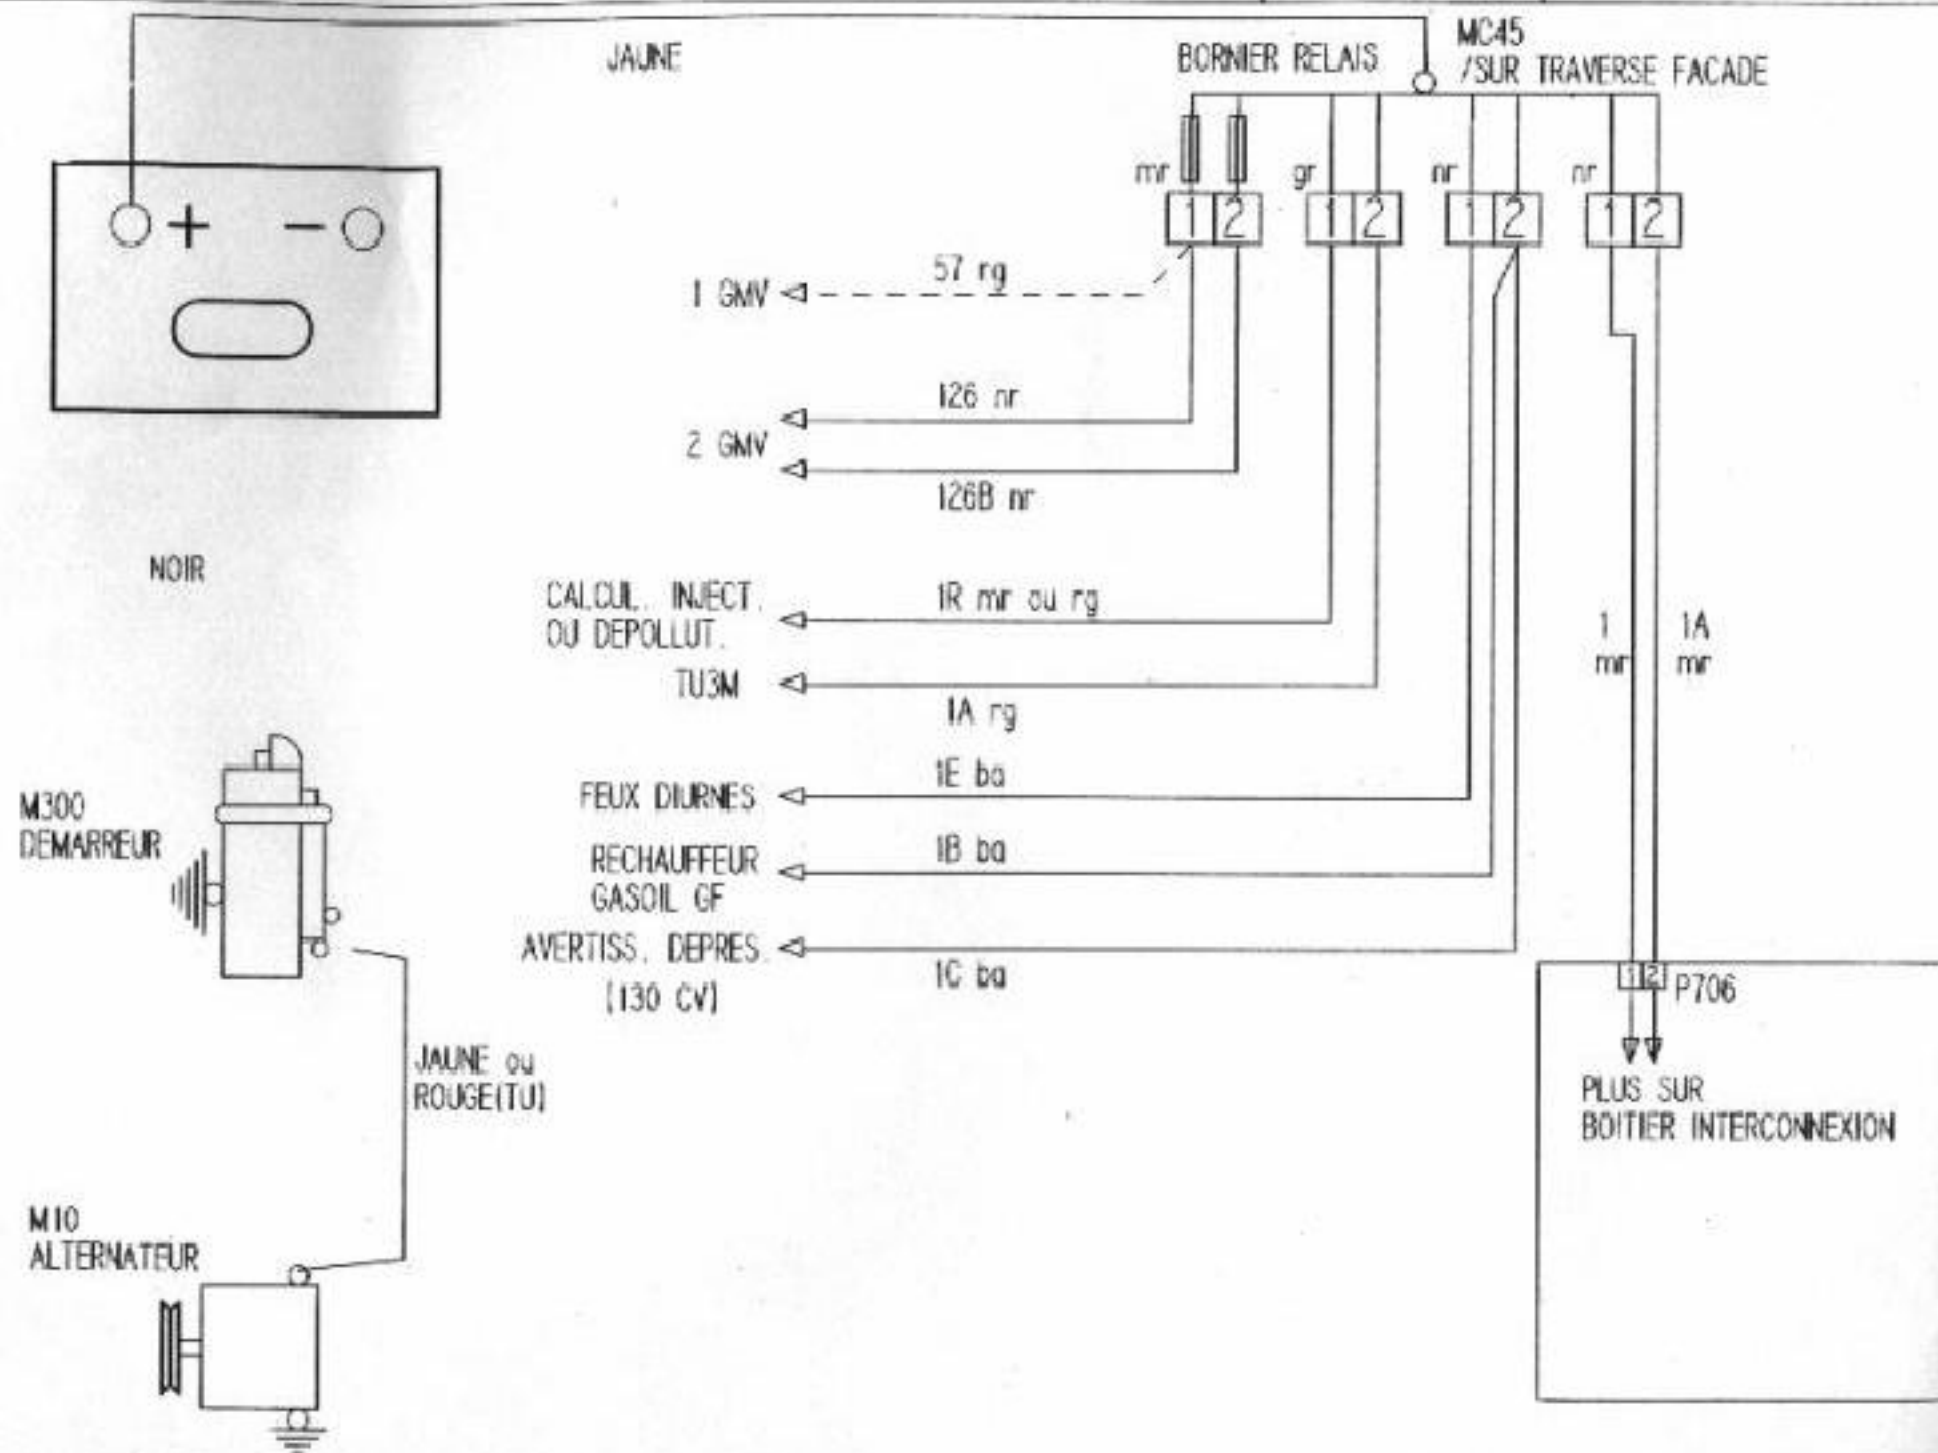 JAUNE
BORNIER RELAIS
MC45
/SUR TRAVERSE FACADE
mr
gr
nr
nr
1 2
1 2
1 2
1 2
+ −
57 rg
1 GMV
126 nr
2 GMV
126B nr
NOIR
CALCUL. INJECT.
OU DEPOLLUT.
1R mr ou rg
1
mr
1A
mr
TU3M
1A rg
1E ba
FEUX DIURNES
M300
DEMARREUR
1B ba
RECHAUFFEUR
GASOIL GF
AVERTISS. DEPRES.
(130 CV)
1C ba
1 2
P706
JAUNE ou
ROUGE(TU)
PLUS SUR
BOITIER INTERCONNEXION
M10
ALTERNATEUR